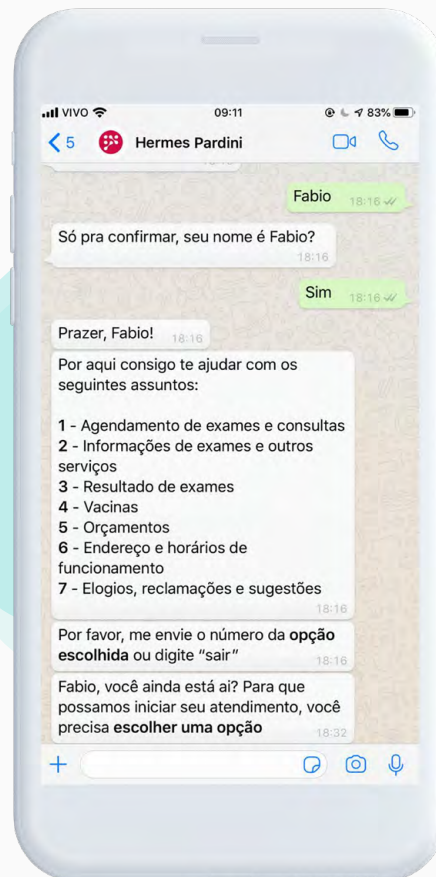 VIVO
09:11
83%
5
Hermes Pardini
Fabio 18:16
Só pra confirmar, seu nome é Fabio?
18:16
Sim 18:16
Prazer, Fabio! 18:16
Por aqui consigo te ajudar com os
seguintes assuntos:
1 - Agendamento de exames e consultas
2 - Informações de exames e outros
serviços
3 - Resultado de exames
4 - Vacinas
5 - Orçamentos
6 - Endereço e horários de
funcionamento
7 - Elogios, reclamações e sugestões
18:16
Por favor, me envie o número da opção
escolhida ou digite “sair”
18:16
Fabio, você ainda está ai? Para que
possamos iniciar seu atendimento, você
precisa escolher uma opção
18:32